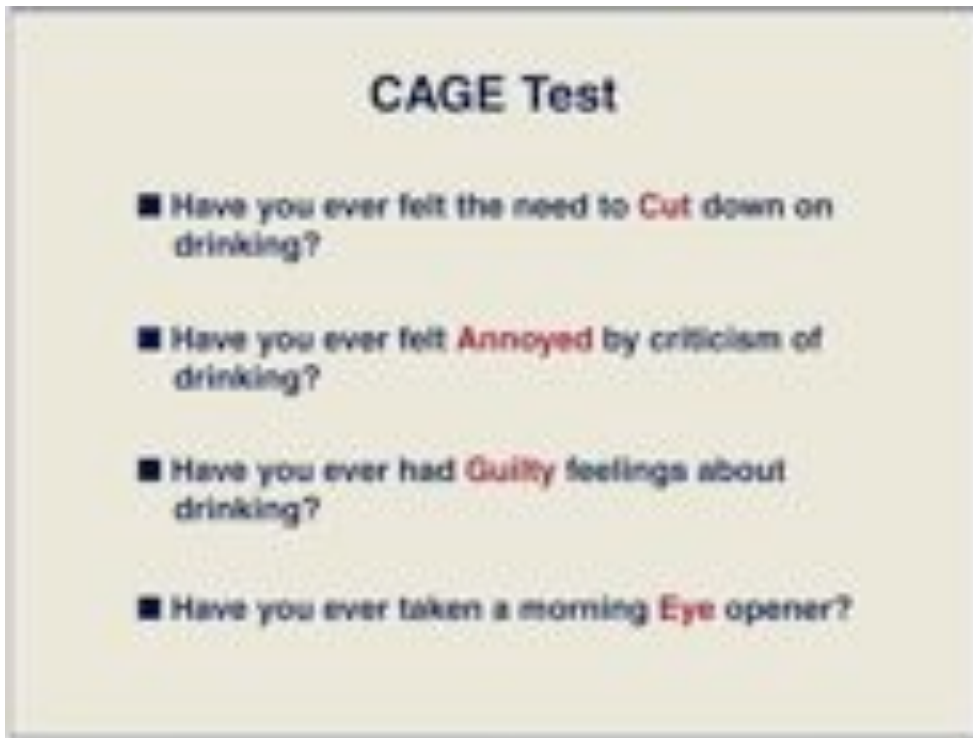 CAGE Test
■ Have you ever felt the need to Cut down on
drinking?
■ Have you ever felt Annoyed by criticism of
drinking?
■ Have you ever had Guilty feelings about
drinking?
■ Have you ever taken a morning Eye opener?